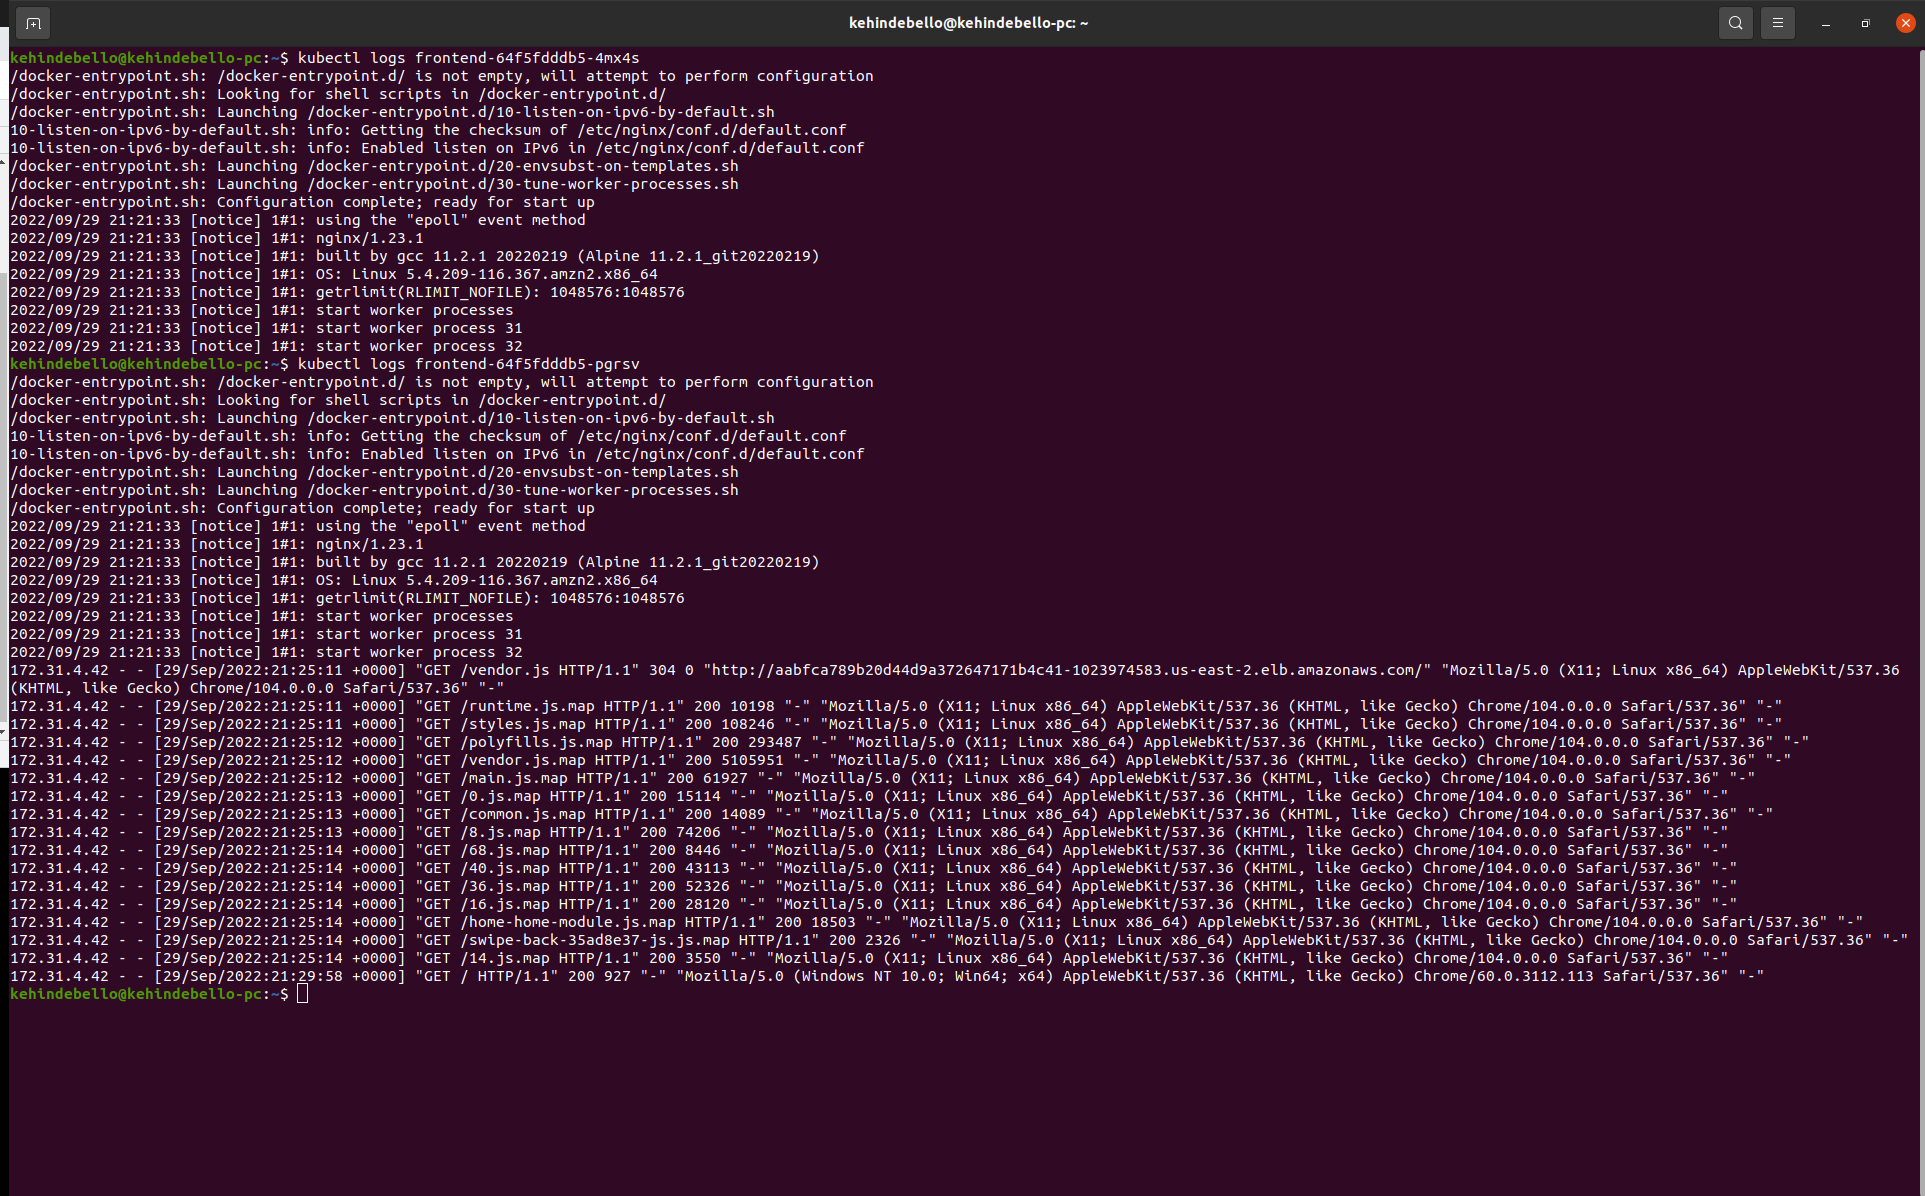 kehindebello@kehindebello-pc: ~
kehindebello@kehindebello-pc:~$ kubectl logs frontend-64f5fdddb5-4mx4s
/docker-entrypoint.sh: /docker-entrypoint.d/ is not empty, will attempt to perform configuration
/docker-entrypoint.sh: Looking for shell scripts in /docker-entrypoint.d/
/docker-entrypoint.sh: Launching /docker-entrypoint.d/10-listen-on-ipv6-by-default.sh
10-listen-on-ipv6-by-default.sh: info: Getting the checksum of /etc/nginx/conf.d/default.conf
10-listen-on-ipv6-by-default.sh: info: Enabled listen on IPv6 in /etc/nginx/conf.d/default.conf
/docker-entrypoint.sh: Launching /docker-entrypoint.d/20-envsubst-on-templates.sh
/docker-entrypoint.sh: Launching /docker-entrypoint.d/30-tune-worker-processes.sh
/docker-entrypoint.sh: Configuration complete; ready for start up
2022/09/29 21:21:33 [notice] 1#1: using the "epoll" event method
2022/09/29 21:21:33 [notice] 1#1: nginx/1.23.1
2022/09/29 21:21:33 [notice] 1#1: built by gcc 11.2.1 20220219 (Alpine 11.2.1_git20220219)
2022/09/29 21:21:33 [notice] 1#1: OS: Linux 5.4.209-116.367.amzn2.x86_64
2022/09/29 21:21:33 [notice] 1#1: getrlimit(RLIMIT_NOFILE): 1048576:1048576
2022/09/29 21:21:33 [notice] 1#1: start worker processes
2022/09/29 21:21:33 [notice] 1#1: start worker process 31
2022/09/29 21:21:33 [notice] 1#1: start worker process 32
kehindebello@kehindebello-pc:~$ kubectl logs frontend-64f5fdddb5-pgrsv
/docker-entrypoint.sh: /docker-entrypoint.d/ is not empty, will attempt to perform configuration
/docker-entrypoint.sh: Looking for shell scripts in /docker-entrypoint.d/
/docker-entrypoint.sh: Launching /docker-entrypoint.d/10-listen-on-ipv6-by-default.sh
10-listen-on-ipv6-by-default.sh: info: Getting the checksum of /etc/nginx/conf.d/default.conf
10-listen-on-ipv6-by-default.sh: info: Enabled listen on IPv6 in /etc/nginx/conf.d/default.conf
/docker-entrypoint.sh: Launching /docker-entrypoint.d/20-envsubst-on-templates.sh
/docker-entrypoint.sh: Launching /docker-entrypoint.d/30-tune-worker-processes.sh
/docker-entrypoint.sh: Configuration complete; ready for start up
2022/09/29 21:21:33 [notice] 1#1: using the "epoll" event method
2022/09/29 21:21:33 [notice] 1#1: nginx/1.23.1
2022/09/29 21:21:33 [notice] 1#1: built by gcc 11.2.1 20220219 (Alpine 11.2.1_git20220219)
2022/09/29 21:21:33 [notice] 1#1: OS: Linux 5.4.209-116.367.amzn2.x86_64
2022/09/29 21:21:33 [notice] 1#1: getrlimit(RLIMIT_NOFILE): 1048576:1048576
2022/09/29 21:21:33 [notice] 1#1: start worker processes
2022/09/29 21:21:33 [notice] 1#1: start worker process 31
2022/09/29 21:21:33 [notice] 1#1: start worker process 32
172.31.4.42 - - [29/Sep/2022:21:25:11 +0000] "GET /vendor.js HTTP/1.1" 304 0 "http://aabfca789b20d44d9a372647171b4c41-1023974583.us-east-2.elb.amazonaws.com/" "Mozilla/5.0 (X11; Linux x86_64) AppleWebKit/537.36
(KHTML, like Gecko) Chrome/104.0.0.0 Safari/537.36" "-"
172.31.4.42 - - [29/Sep/2022:21:25:11 +0000] "GET /runtime.js.map HTTP/1.1" 200 10198 "-" "Mozilla/5.0 (X11; Linux x86_64) AppleWebKit/537.36 (KHTML, like Gecko) Chrome/104.0.0.0 Safari/537.36" "-"
172.31.4.42 - - [29/Sep/2022:21:25:11 +0000] "GET /styles.js.map HTTP/1.1" 200 108246 "-" "Mozilla/5.0 (X11; Linux x86_64) AppleWebKit/537.36 (KHTML, like Gecko) Chrome/104.0.0.0 Safari/537.36" "-"
172.31.4.42 - - [29/Sep/2022:21:25:12 +0000] "GET /polyfills.js.map HTTP/1.1" 200 293487 "-" "Mozilla/5.0 (X11; Linux x86_64) AppleWebKit/537.36 (KHTML, like Gecko) Chrome/104.0.0.0 Safari/537.36" "-"
172.31.4.42 - - [29/Sep/2022:21:25:12 +0000] "GET /vendor.js.map HTTP/1.1" 200 5105951 "-" "Mozilla/5.0 (X11; Linux x86_64) AppleWebKit/537.36 (KHTML, like Gecko) Chrome/104.0.0.0 Safari/537.36" "-"
172.31.4.42 - - [29/Sep/2022:21:25:12 +0000] "GET /main.js.map HTTP/1.1" 200 61927 "-" "Mozilla/5.0 (X11; Linux x86_64) AppleWebKit/537.36 (KHTML, like Gecko) Chrome/104.0.0.0 Safari/537.36" "-"
172.31.4.42 - - [29/Sep/2022:21:25:13 +0000] "GET /0.js.map HTTP/1.1" 200 15114 "-" "Mozilla/5.0 (X11; Linux x86_64) AppleWebKit/537.36 (KHTML, like Gecko) Chrome/104.0.0.0 Safari/537.36" "-"
172.31.4.42 - - [29/Sep/2022:21:25:13 +0000] "GET /common.js.map HTTP/1.1" 200 14089 "-" "Mozilla/5.0 (X11; Linux x86_64) AppleWebKit/537.36 (KHTML, like Gecko) Chrome/104.0.0.0 Safari/537.36" "-"
172.31.4.42 - - [29/Sep/2022:21:25:13 +0000] "GET /8.js.map HTTP/1.1" 200 74206 "-" "Mozilla/5.0 (X11; Linux x86_64) AppleWebKit/537.36 (KHTML, like Gecko) Chrome/104.0.0.0 Safari/537.36" "-"
172.31.4.42 - - [29/Sep/2022:21:25:14 +0000] "GET /68.js.map HTTP/1.1" 200 8446 "-" "Mozilla/5.0 (X11; Linux x86_64) AppleWebKit/537.36 (KHTML, like Gecko) Chrome/104.0.0.0 Safari/537.36" "-"
172.31.4.42 - - [29/Sep/2022:21:25:14 +0000] "GET /40.js.map HTTP/1.1" 200 43113 "-" "Mozilla/5.0 (X11; Linux x86_64) AppleWebKit/537.36 (KHTML, like Gecko) Chrome/104.0.0.0 Safari/537.36" "-"
172.31.4.42 - - [29/Sep/2022:21:25:14 +0000] "GET /36.js.map HTTP/1.1" 200 52326 "-" "Mozilla/5.0 (X11; Linux x86_64) AppleWebKit/537.36 (KHTML, like Gecko) Chrome/104.0.0.0 Safari/537.36" "-"
172.31.4.42 - - [29/Sep/2022:21:25:14 +0000] "GET /16.js.map HTTP/1.1" 200 28120 "-" "Mozilla/5.0 (X11; Linux x86_64) AppleWebKit/537.36 (KHTML, like Gecko) Chrome/104.0.0.0 Safari/537.36" "-"
172.31.4.42 - - [29/Sep/2022:21:25:14 +0000] "GET /home-home-module.js.map HTTP/1.1" 200 18503 "-" "Mozilla/5.0 (X11; Linux x86_64) AppleWebKit/537.36 (KHTML, like Gecko) Chrome/104.0.0.0 Safari/537.36" "-"
172.31.4.42 - - [29/Sep/2022:21:25:14 +0000] "GET /swipe-back-35ad8e37-js.js.map HTTP/1.1" 200 2326 "-" "Mozilla/5.0 (X11; Linux x86_64) AppleWebKit/537.36 (KHTML, like Gecko) Chrome/104.0.0.0 Safari/537.36" "-"
172.31.4.42 - - [29/Sep/2022:21:25:14 +0000] "GET /14.js.map HTTP/1.1" 200 3550 "-" "Mozilla/5.0 (X11; Linux x86_64) AppleWebKit/537.36 (KHTML, like Gecko) Chrome/104.0.0.0 Safari/537.36" "-"
172.31.4.42 - - [29/Sep/2022:21:29:58 +0000] "GET / HTTP/1.1" 200 927 "-" "Mozilla/5.0 (Windows NT 10.0; Win64; x64) AppleWebKit/537.36 (KHTML, like Gecko) Chrome/60.0.3112.113 Safari/537.36" "-"
kehindebello@kehindebello-pc:~$